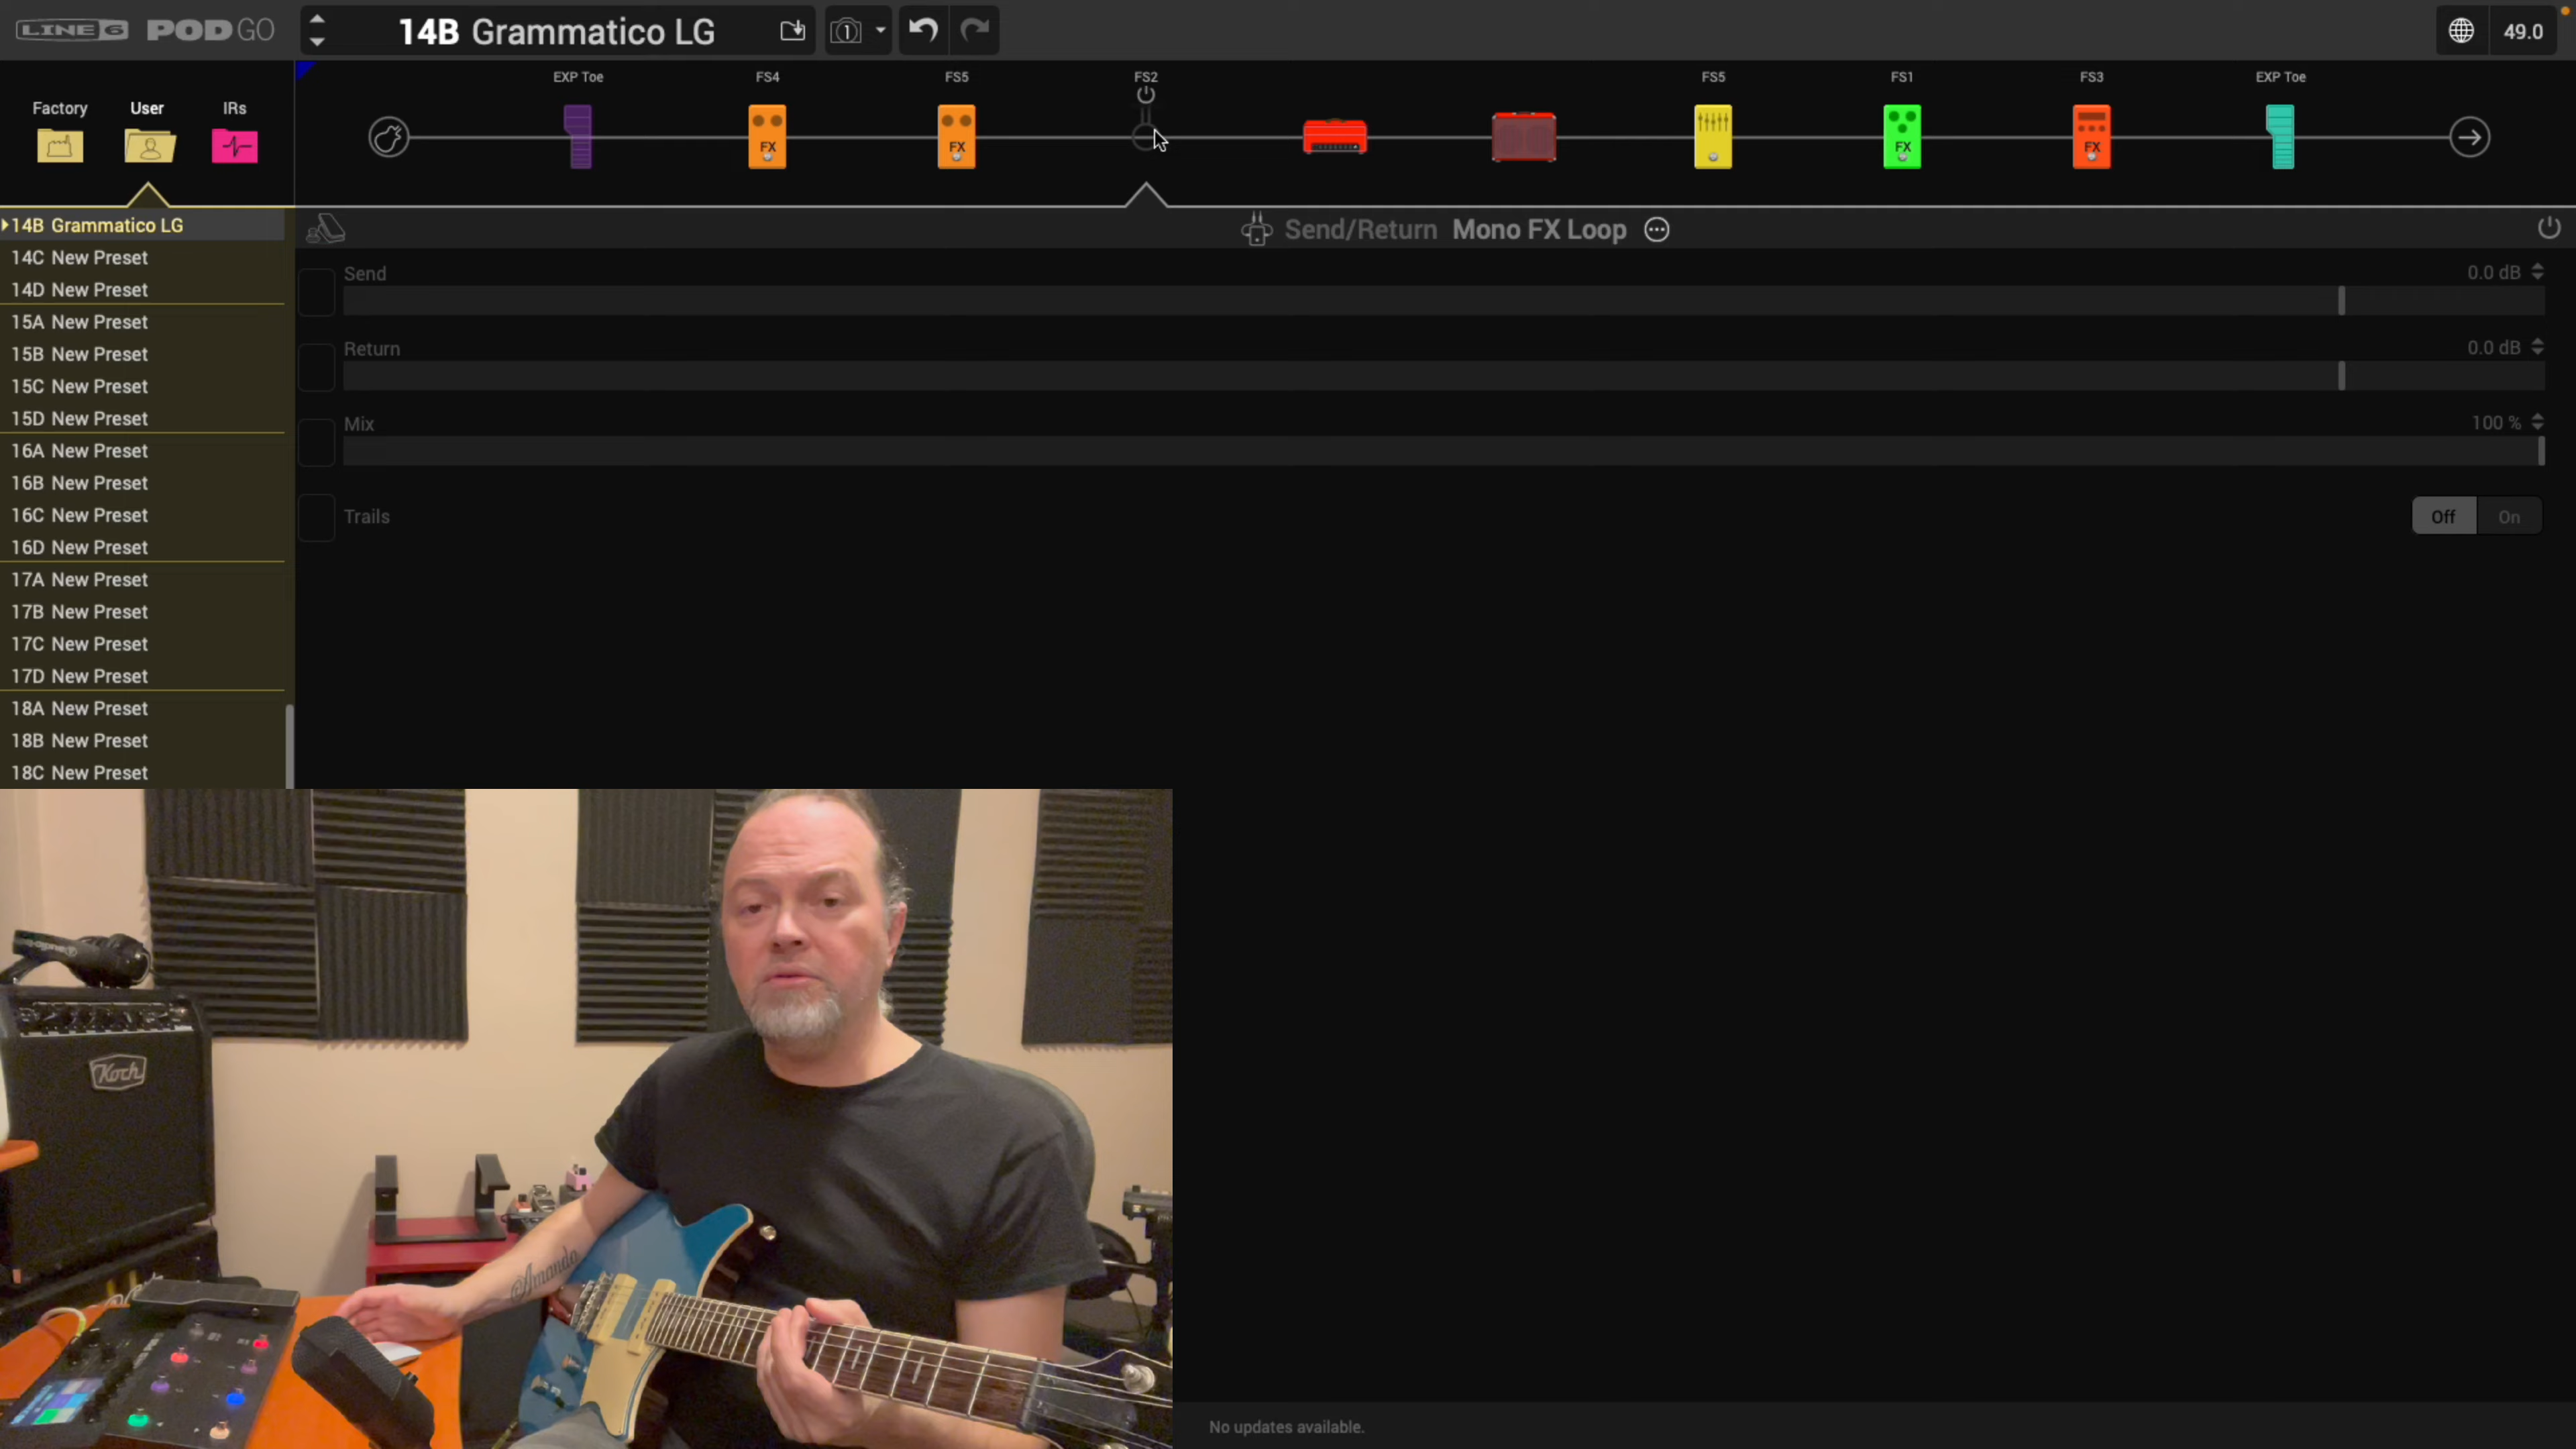 LINE 6 POD GO
14B Grammatico LG
1
49.0
Factory
User
IRs
EXP Toe
FS4
FS5
FS2
FS5
FS1
FS3
EXP Toe
FX
FX
FX
FX
14B Grammatico LG
14C New Preset
14D New Preset
15A New Preset
15B New Preset
15C New Preset
15D New Preset
16A New Preset
16B New Preset
16C New Preset
16D New Preset
17A New Preset
17B New Preset
17C New Preset
17D New Preset
18A New Preset
18B New Preset
18C New Preset
Send/Return Mono FX Loop
Send
0.0 dB
Return
0.0 dB
Mix
100 %
Trails
Off
On
Koch
Amanda
No updates available.